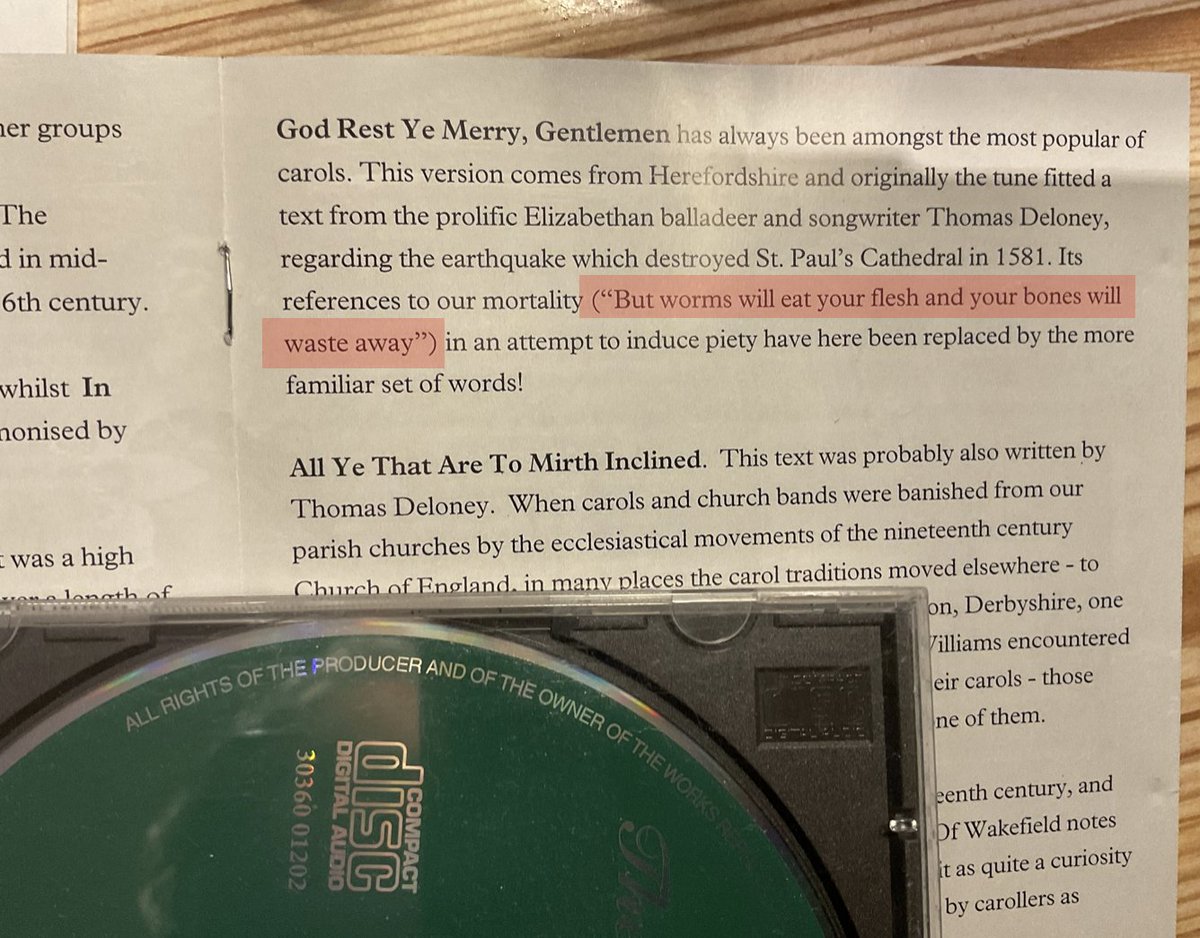 ner groups
The
d in mid-
6th century.
whilst In
nonised by
was a high
length of
God Rest Ye Merry, Gentlemen has always been amongst the most popular of
carols. This version comes from Herefordshire and originally the tune fitted a
text from the prolific Elizabethan balladeer and songwriter Thomas Deloney,
regarding the earthquake which destroyed St. Paul's Cathedral in 1581. Its
references to our mortality (“But worms will eat your flesh and your bones will
waste away”) in an attempt to induce piety have here been replaced by the more
familiar set of words!
All Ye That Are To Mirth Inclined. This text was probably also written by
Thomas Deloney. When carols and church bands were banished from our
parish churches by the ecclesiastical movements of the nineteenth century
Church of England, in many places the carol traditions moved elsewhere - to
on, Derbyshire, one
Williams encountered
eir carols - those
ne of them.
eenth century, and
Of Wakefield notes
it as quite a curiosity
by carollers as
ALL RIGHTS OF THE PRODUCER AND OF THE OWNER OF THE WORKS
COMPACT
disc
DIGITAL AUDIO
30360 01202